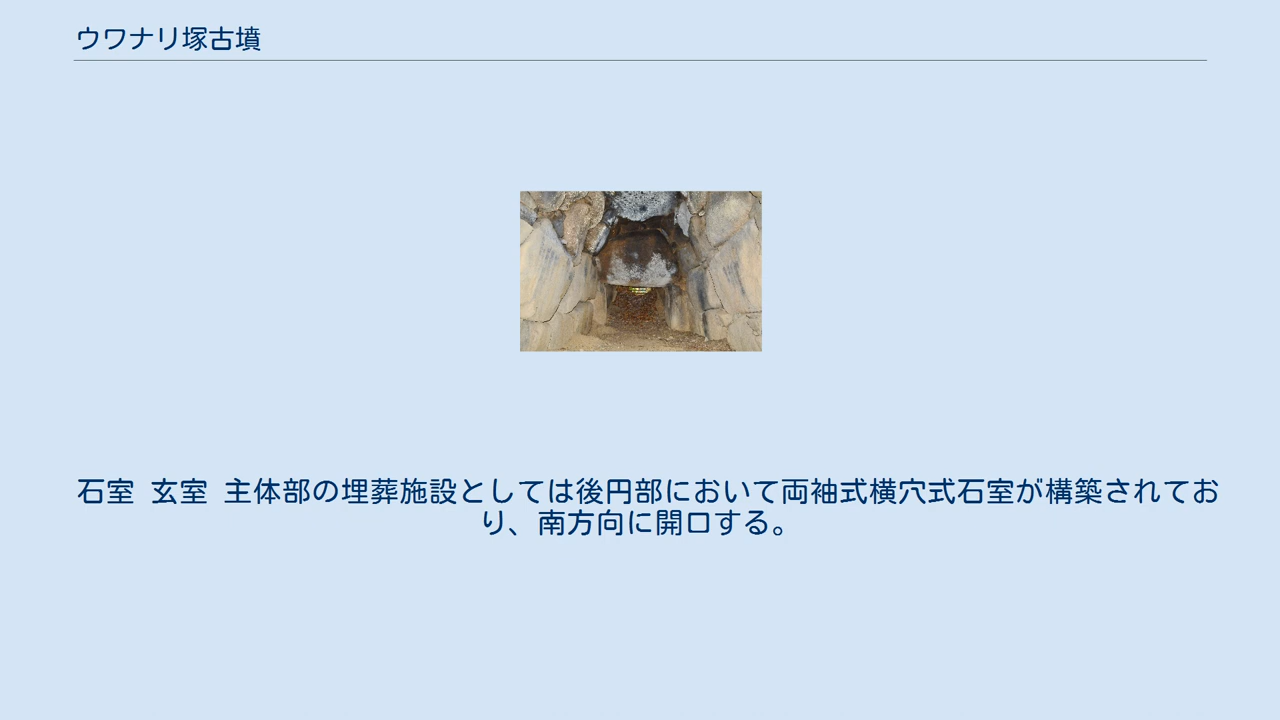 ウワナリ塚古墳
石室 玄室 主体部の埋葬施設としては後円部において両袖式横穴式石室が構築されてお
り、南方向に開口する。